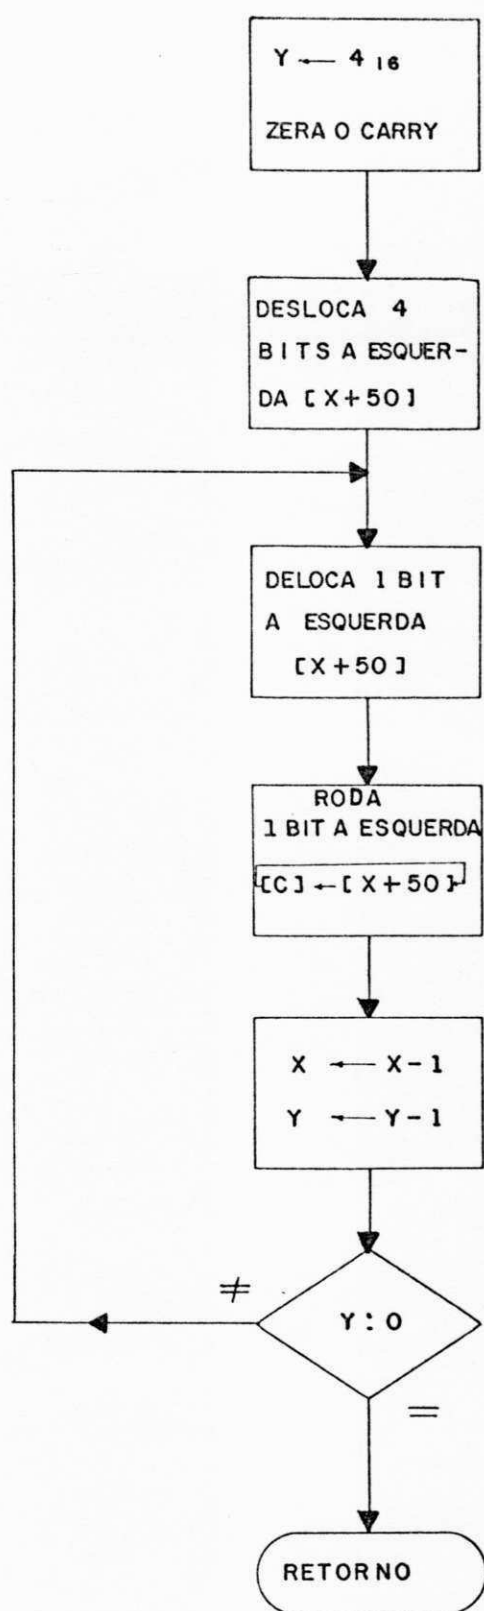 Y ← 4 16
ZERA O CARRY
DESLOCA 4
BITS A ESQUER-
DA [X+50]
DELOCA 1 BIT
A ESQUERDA
[X+50]
RODA
1 BIT A ESQUERDA
[C] ← [X+50]
X ← X-1
Y ← Y-1
≠
Y:0
=
RETORNO